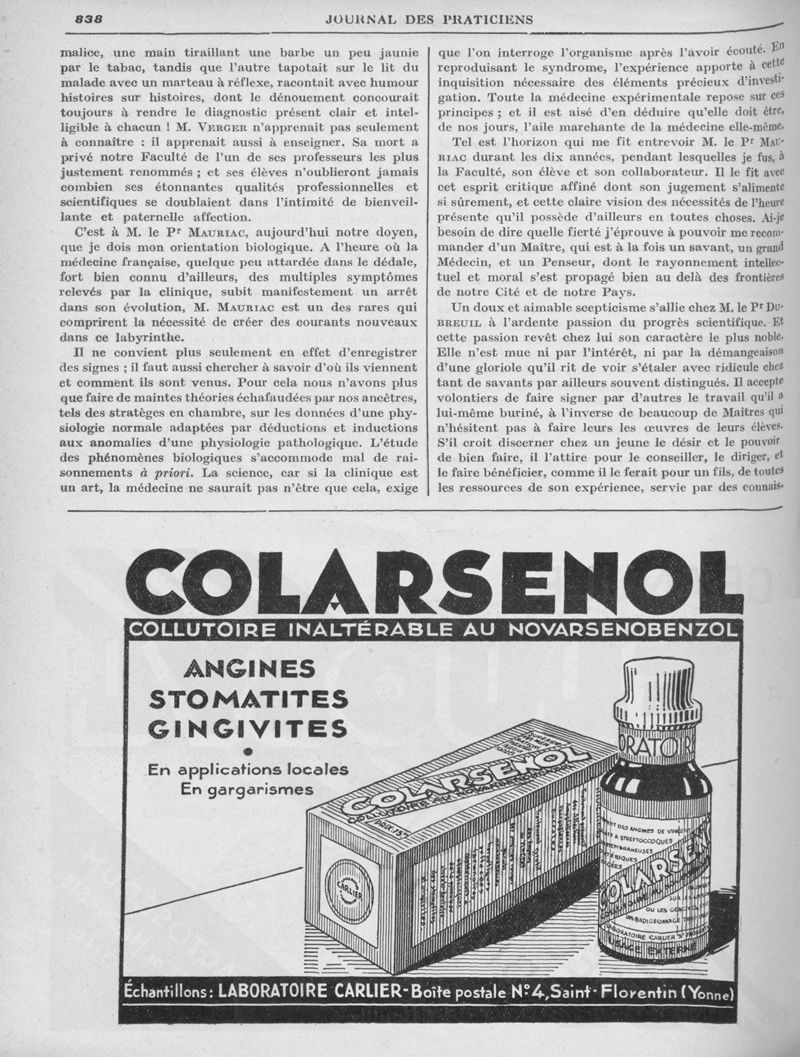 838
JOURNAL DES PRATICIENS
malice, une main tiraillant une barbe un peu jaunie
par le tabac, tandis que l'autre tapotait sur le lit du
malade avec un marteau à réflexe, racontait avec humour
histoires sur histoires, dont le dénouement concourait
toujours à rendre le diagnostic présent clair et intel-
ligible à chacun ! M. VERGER n'apprenait pas seulement
à connaître : il apprenait aussi à enseigner. Sa mort a
privé notre Faculté de l'un de ses professeurs les plus
justement renommés ; et ses élèves n'oublieront jamais
combien ses étonnantes qualités professionnelles et
scientifiques se doublaient dans l'intimité de bienveil-
lante et paternelle affection.
C'est à M. le Pr MAURIAC, aujourd'hui notre doyen,
que je dois mon orientation biologique. A l'heure où la
médecine française, quelque peu attardée dans le dédale,
fort bien connu d'ailleurs, des multiples symptômes
relevés par la clinique, subit manifestement un arrêt
dans son évolution, M. MAURIAC est un des rares qui
comprirent la nécessité de créer des courants nouveaux
dans ce labyrinthe.
Il ne convient plus seulement en effet d'enregistrer
des signes ; il faut aussi chercher à savoir d'où ils viennent
et comment ils sont venus. Pour cela nous n'avons plus
que faire de maintes théories échafaudées par nos ancêtres,
tels des stratèges en chambre, sur les données d'une phy-
siologie normale adaptées par déductions et inductions
aux anomalies d'une physiologie pathologique. L'étude
des phénomènes biologiques s'accommode mal de rai-
sonnements à priori. La science, car si la clinique est
un art, la médecine ne saurait pas n'être que cela, exige
que l'on interroge l'organisme après l'avoir écouté. En
reproduisant le syndrome, l'expérience apporte à cette
inquisition nécessaire des éléments précieux d'investi-
gation. Toute la médecine expérimentale repose sur ces
principes ; et il est aisé d'en déduire qu'elle doit être,
de nos jours, l'aile marchante de la médecine elle-même.
Tel est l'horizon qui me fit entrevoir M. le Pr MAU-
RIAC durant les dix années, pendant lesquelles je fus, à
la Faculté, son élève et son collaborateur. Il le fit avec
cet esprit critique affiné dont son jugement s'alimente
si sûrement, et cette claire vision des nécessités de l'heure
présente qu'il possède d'ailleurs en toutes choses. Ai-je
besoin de dire quelle fierté j'éprouve à pouvoir me recom-
mander d'un Maître, qui est à la fois un savant, un grand
Médecin, et un Penseur, dont le rayonnement intellec-
tuel et moral s'est propagé bien au delà des frontières
de notre Cité et de notre Pays.
Un doux et aimable scepticisme s'allie chez M. le Pr DU-
BREUIL à l'ardente passion du progrès scientifique. Et
cette passion revêt chez lui son caractère le plus noble.
Elle n'est mue ni par l'intérêt, ni par la démangeaison
d'une gloriole qu'il rit de voir s'étaler avec ridicule chez
tant de savants par ailleurs souvent distingués. Il accepte
volontiers de faire signer par d'autres le travail qu'il a
lui-même buriné, à l'inverse de beaucoup de Maîtres qui
n'hésitent pas à faire leurs les œuvres de leurs élèves.
S'il croit discerner chez un jeune le désir et le pouvoir
de bien faire, il l'attire pour le conseiller, le diriger, et
le faire bénéficier, comme il le ferait pour un fils, de toutes
les ressources de son expérience, servie par des connais-
COLARSENOL
COLLUTOIRE INALTÉRABLE AU NOVARSENOBENZOL
ANGINES
STOMATITES
GINGIVITES
En applications locales
En gargarismes
COLARSENOL
COLLUTOIRE AU NOVARSENOBENZOL
CARLIER
ORATOIR
ANGINES DE VINCENT
A STREPTOCOQUES
COLARSENOL
OU LES GENCIVES
UN BADIGEONNAGE
LABORATOIRE CARLIER
USAGE EXTERNE
Échantillons: LABORATOIRE CARLIER-Boîte postale N°4, Saint-Florentin (Yonne)